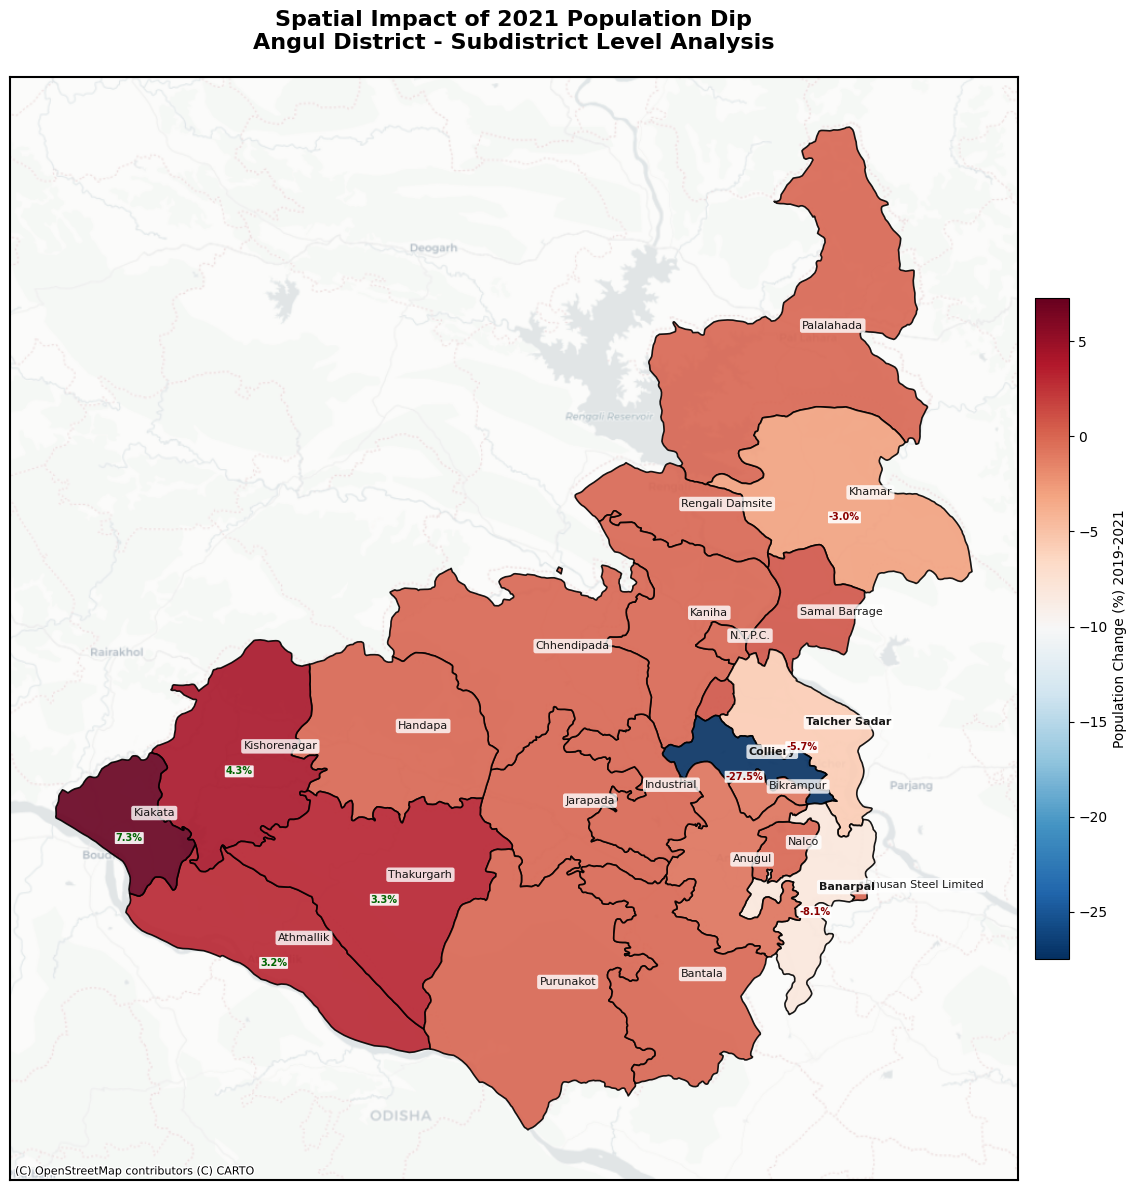 Spatial Impact of 2021 Population Dip
Angul District - Subdistrict Level Analysis
Deogarh
Palalahada
Rengali Reservoir
Khamar
-3.0%
Rengali Damsite
Kaniha
Samal Barrage
N.T.P.C.
Chhendipada
Rairakhol
Handapa
Kishorenagar
4.3%
Talcher Sadar
-5.7%
Colliery
-27.5%
Bikrampur
Industrial
Parjang
Jarapada
Kiakata
7.3%
Nalco
Anugul
Thakurgarh
3.3%
Banarpal
usan Steel Limited
-8.1%
Athmallik
3.2%
Bantala
Purunakot
ODISHA
(C) OpenStreetMap contributors (C) CARTO
5
0
−5
−10
−15
−20
−25
Population Change (%) 2019-2021